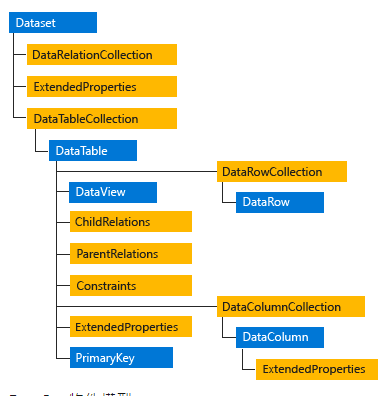 Dataset
DataRelationCollection
ExtendedProperties
DataTableCollection
DataTable
DataRowCollection
DataView
DataRow
ChildRelations
ParentRelations
Constraints
DataColumnCollection
ExtendedProperties
DataColumn
PrimaryKey
ExtendedProperties